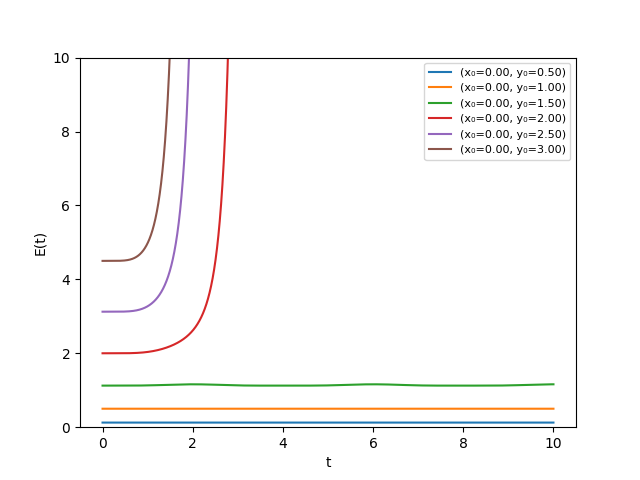 10
8
6
4
2
0
E(t)
0
2
4
6
8
10
t
(x₀=0.00, y₀=0.50)
(x₀=0.00, y₀=1.00)
(x₀=0.00, y₀=1.50)
(x₀=0.00, y₀=2.00)
(x₀=0.00, y₀=2.50)
(x₀=0.00, y₀=3.00)